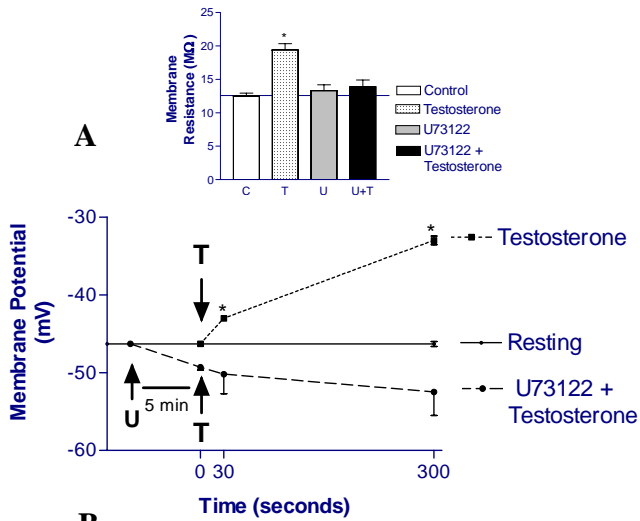 Membrane
Resistance (MΩ)
25
20
15
10
5
0
*
C T U U+T
Control
Testosterone
U73122
U73122 +
Testosterone
A
Membrane Potential
(mV)
-30
-40
-50
-60
T
*
*
Testosterone
Resting
U73122 +
Testosterone
5 min
U
T
0 30 300
Time (seconds)
B